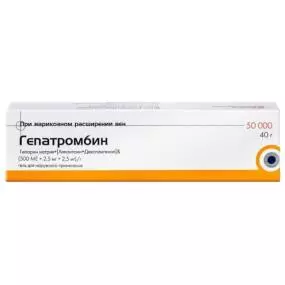 При варикозном расширении вен
50 000
Гепатромбин
40 г
Гепарин натрия+[Аллантоин+Декспантенол]&
(500 МЕ + 2,5 мг + 2,5 мг)/г
гель для наружного применения